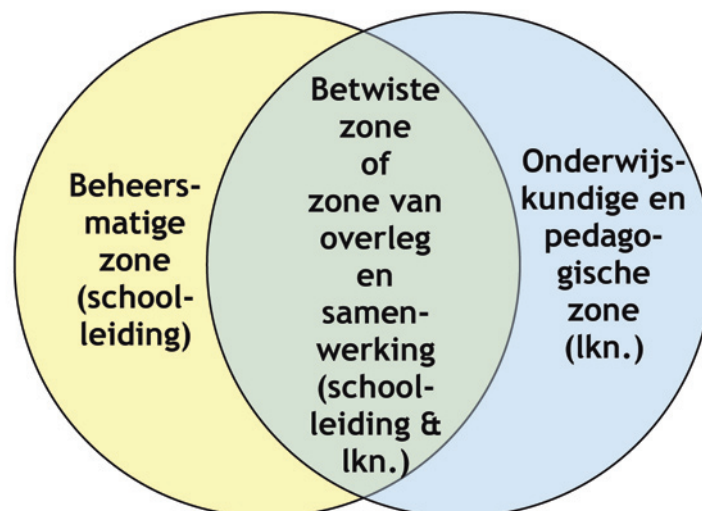 Beheers-
matige
zone
(school-
leiding)
Betwiste
zone
of
zone van
overleg
en
samen-
werking
(school-
leiding &
lkn.)
Onderwijs-
kundige en
pedago-
gische
zone
(lkn.)